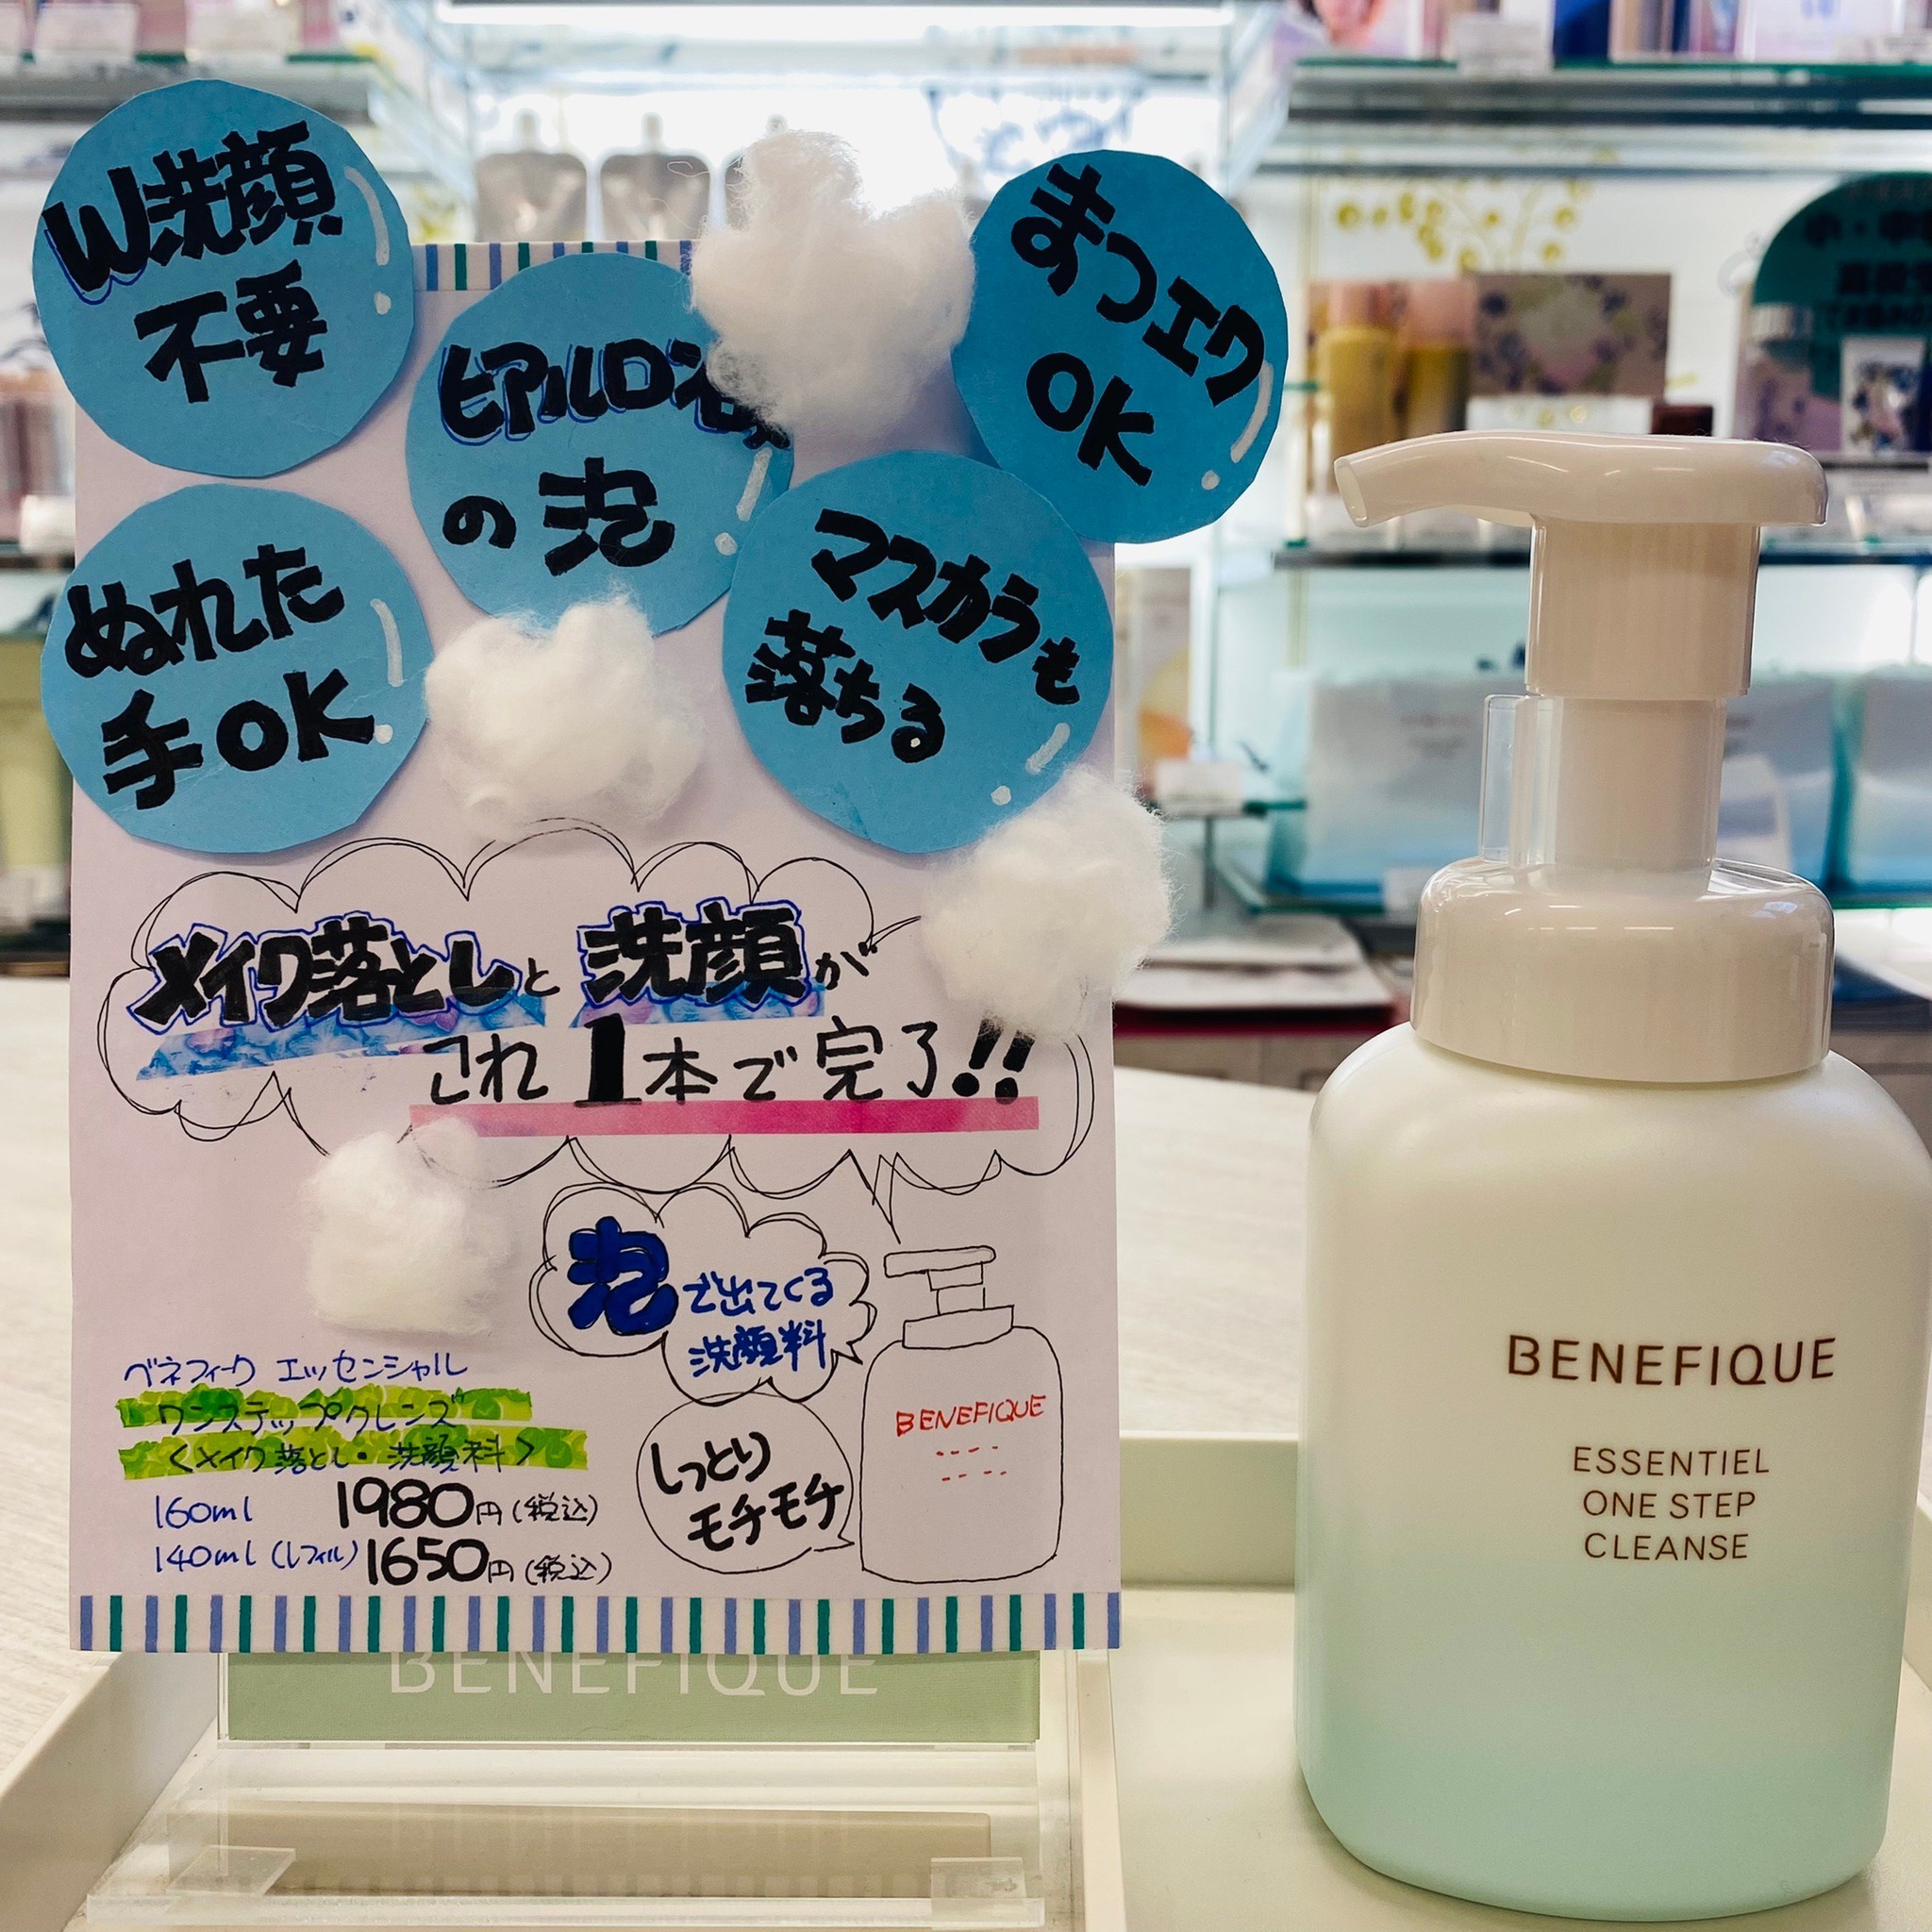 W洗顔
不要
ヒアルロン
の泡
まつエク
OK
ぬれた
手OK
マスカラも
落ちる
メイク落としと洗顔が
これ1本で完了!!
泡で出てくる
洗顔料
BENEFIQUE
しっとり
モチモチ
ベネフィーク エッセンシャル
ワンステップクレンズ
<メイク落とし・洗顔料>
160ml 1980円(税込)
140ml(レフィル)1650円(税込)
BENEFIQUE
BENEFIQUE
ESSENTIEL
ONE STEP
CLEANSE